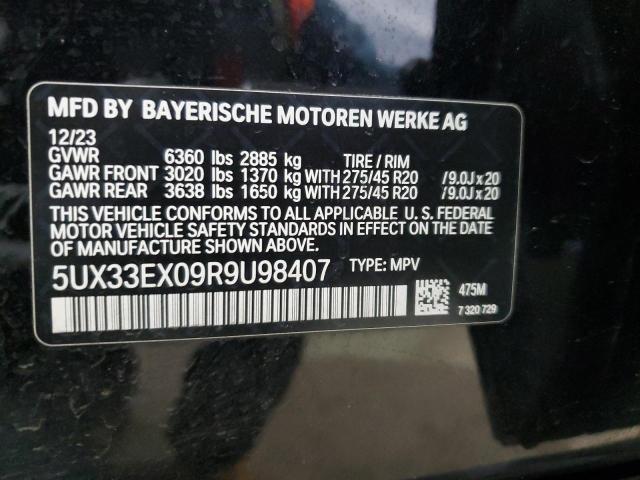 MFD BY BAYERISCHE MOTOREN WERKE AG
12/23
GVWR 6360 lbs 2885 kg TIRE / RIM
GAWR FRONT 3020 lbs 1370 kg WITH 275/45 R20 /9.0J x 20
GAWR REAR 3638 lbs 1650 kg WITH 275/45 R20 /9.0J x 20
THIS VEHICLE CONFORMS TO ALL APPLICABLE U. S. FEDERAL
MOTOR VEHICLE SAFETY STANDARDS IN EFFECT ON THE
DATE OF MANUFACTURE SHOWN ABOVE.
5UX33EX09R9U98407 TYPE: MPV
475M
7 320 729